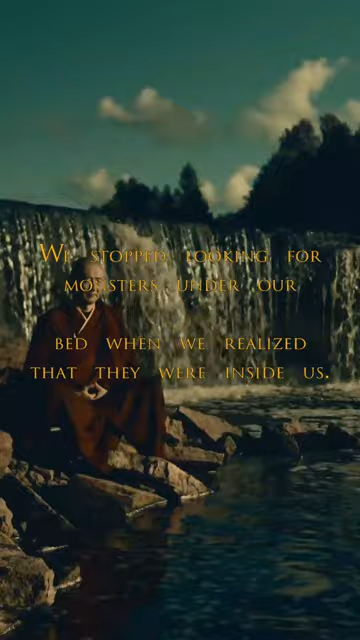 We stopped looking for
monsters under our
bed when we realized
that they were inside us.